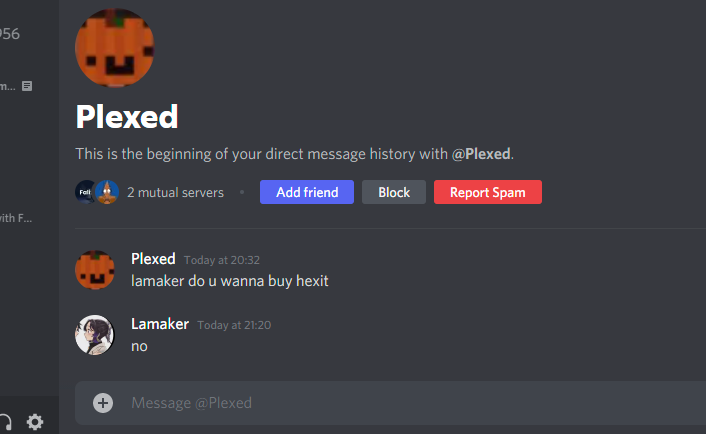 956
m...
Plexed
This is the beginning of your direct message history with @Plexed.
Fall
2 mutual servers • Add friend Block Report Spam
with F...
Plexed Today at 20:32
lamaker do u wanna buy hexit
Lamaker Today at 21:20
no
Message @Plexed